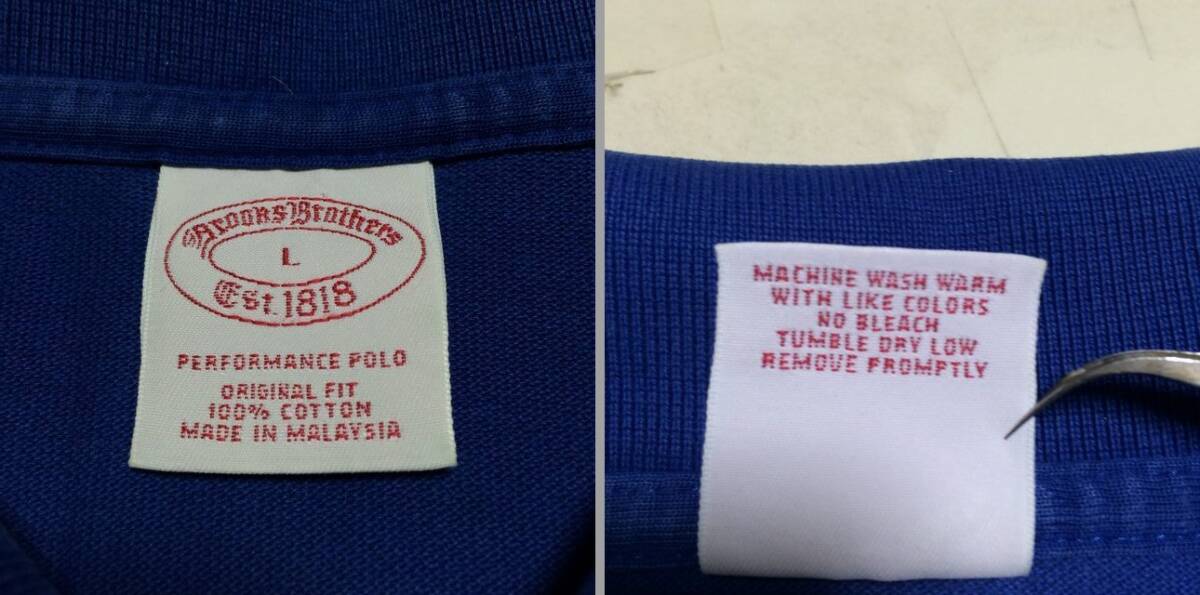 Brooks Brothers
L
Est. 1818
PERFORMANCE POLO
ORIGINAL FIT
100% COTTON
MADE IN MALAYSIA
MACHINE WASH WARM
WITH LIKE COLORS
NO BLEACH
TUMBLE DRY LOW
REMOVE PROMPTLY